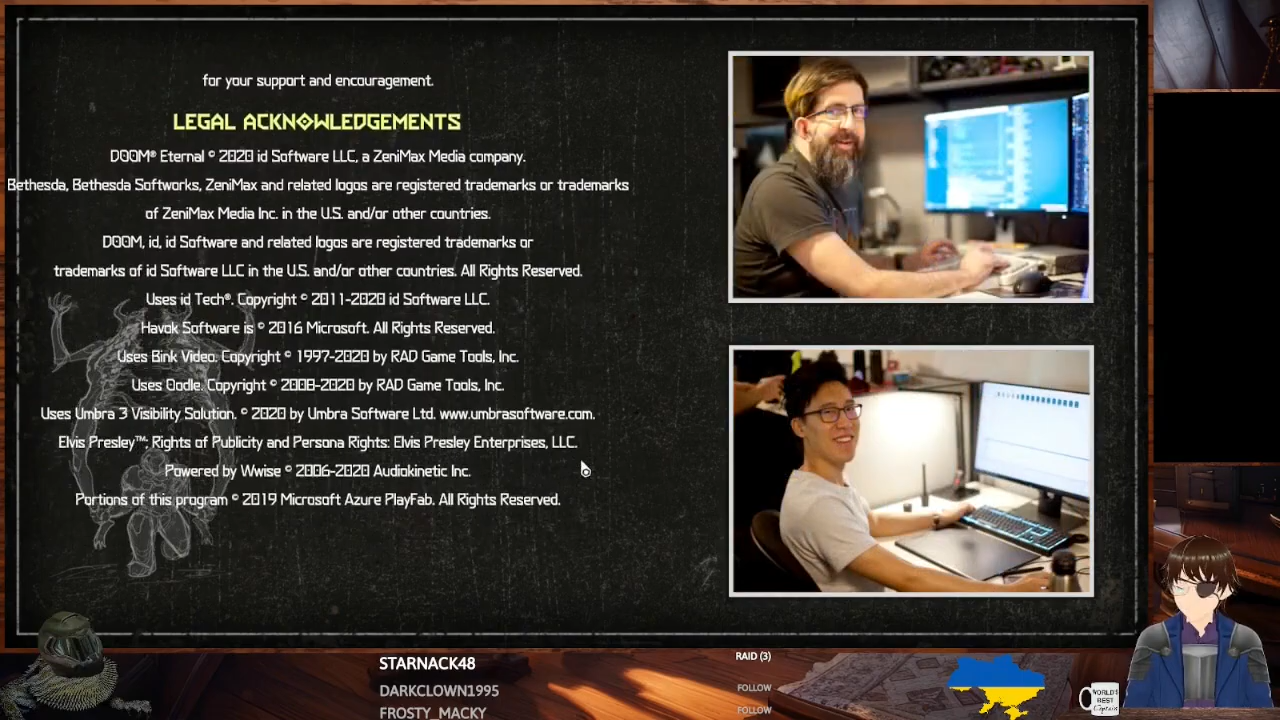 for your support and encouragement.
LEGAL ACKNOWLEDGEMENTS
DOOM® Eternal © 2020 id Software LLC, a ZeniMax Media company.
Bethesda, Bethesda Softworks, ZeniMax and related logos are registered trademarks or trademarks
of ZeniMax Media Inc. in the U.S. and/or other countries.
DOOM, id, id Software and related logos are registered trademarks or
trademarks of id Software LLC in the U.S. and/or other countries. All Rights Reserved.
Uses id Tech®. Copyright © 2011-2020 id Software LLC.
Havok Software is © 2016 Microsoft. All Rights Reserved.
Uses Bink Video. Copyright © 1997-2020 by RAD Game Tools, Inc.
Uses Oodle. Copyright © 2008-2020 by RAD Game Tools, Inc.
Uses Umbra 3 Visibility Solution. © 2020 by Umbra Software Ltd. www.umbrasoftware.com.
Elvis Presley™: Rights of Publicity and Persona Rights: Elvis Presley Enterprises, LLC.
Powered by Wwise © 2006-2020 Audiokinetic Inc.
Portions of this program © 2019 Microsoft Azure PlayFab. All Rights Reserved.
STARNACK48
RAID (3)
DARKCLOWN1995
FOLLOW
FROSTY_MACKY
FOLLOW
WORLD'S
BEST
Captain